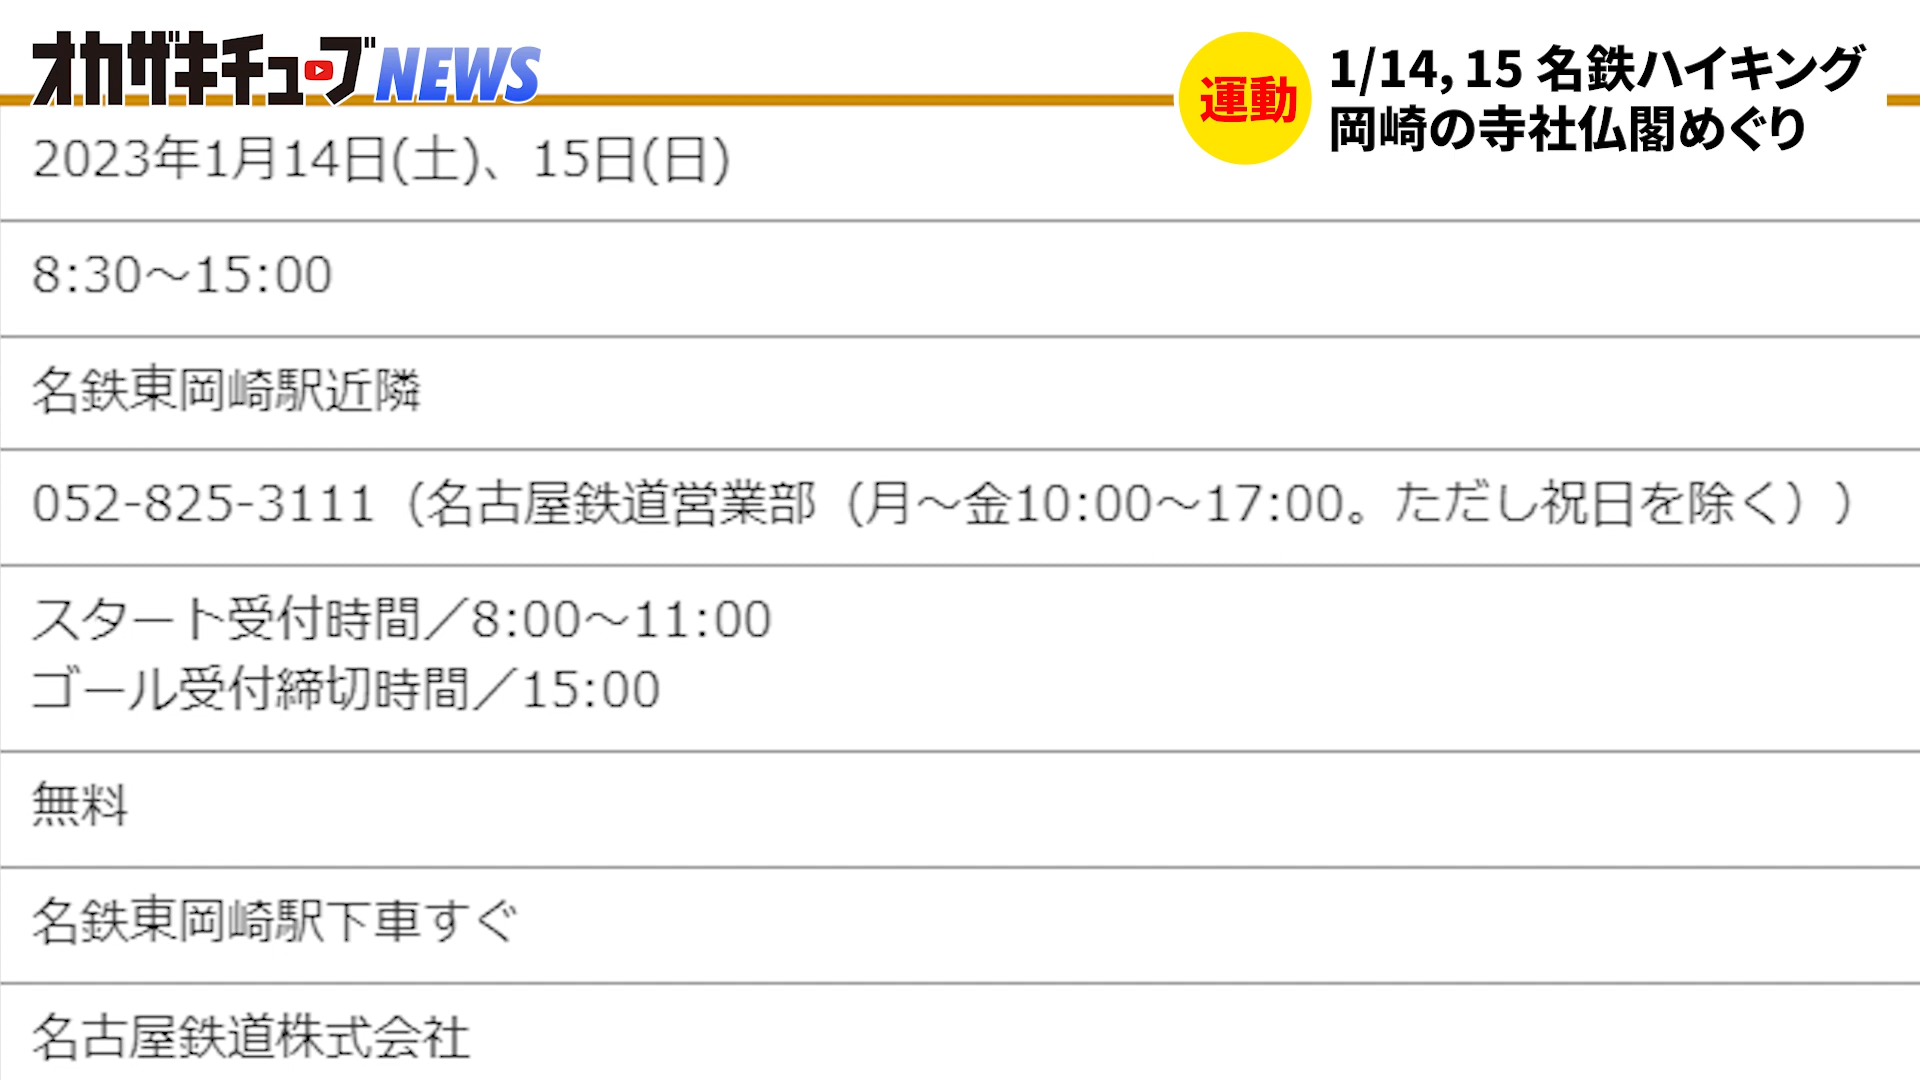 オカザキチューブNEWS
運動
1/14, 15 名鉄ハイキング
岡崎の寺社仏閣めぐり
2023年1月14日(土)、15日(日)
8:30～15:00
名鉄東岡崎駅近隣
052-825-3111（名古屋鉄道営業部（月～金10:00～17:00。ただし祝日を除く））
スタート受付時間／8:00～11:00
ゴール受付締切時間／15:00
無料
名鉄東岡崎駅下車すぐ
名古屋鉄道株式会社